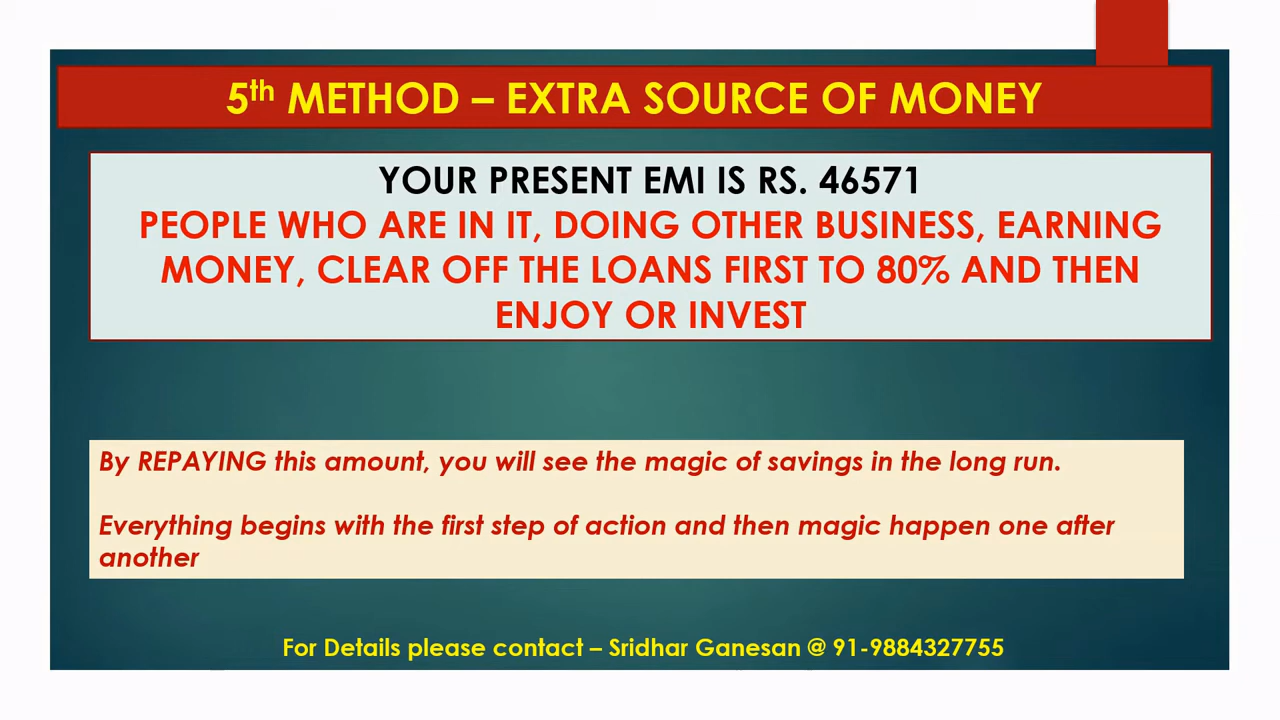 5th METHOD – EXTRA SOURCE OF MONEY
YOUR PRESENT EMI IS RS. 46571
PEOPLE WHO ARE IN IT, DOING OTHER BUSINESS, EARNING
MONEY, CLEAR OFF THE LOANS FIRST TO 80% AND THEN
ENJOY OR INVEST
By REPAYING this amount, you will see the magic of savings in the long run.
Everything begins with the first step of action and then magic happen one after
another
For Details please contact – Sridhar Ganesan @ 91-9884327755